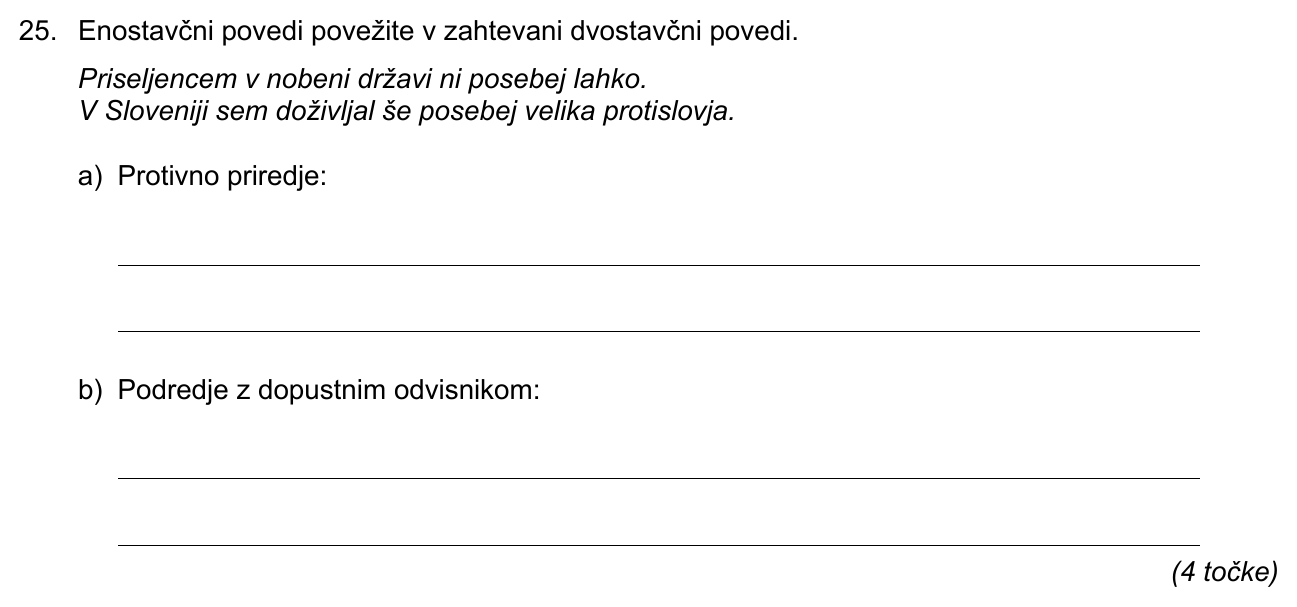 25. Enostavčni povedi povežite v zahtevani dvostavčni povedi.
Priseljencem v nobeni državi ni posebej lahko.
V Sloveniji sem doživljal še posebej velika protislovja.
a) Protivno priredje:
b) Podredje z dopustnim odvisnikom:
(4 točke)